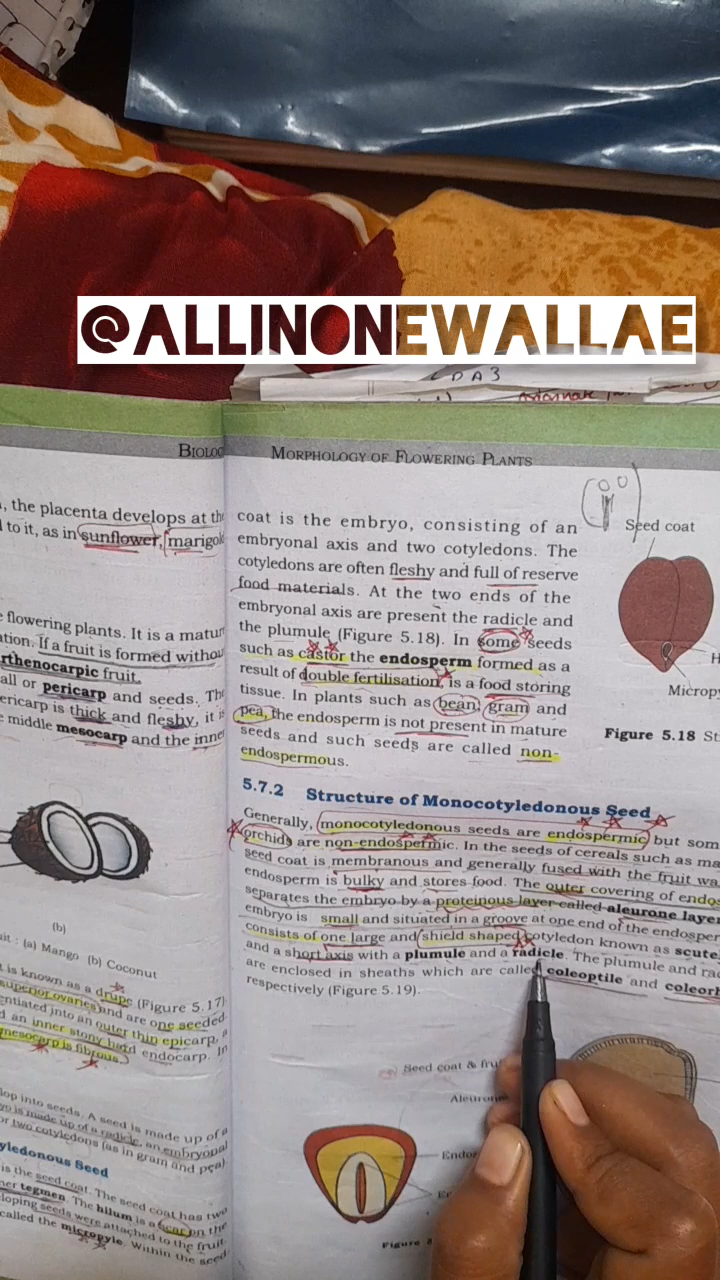 @ALLINONEWALLAE
DA3
BIOLOG
, the placenta develops at the
l to it, as in sunflower, marigold
e flowering plants. It is a matur
ation. If a fruit is formed withou
rthenocarpic fruit.
all or pericarp and seeds. The
ericarp is thick and fleshy, it is
e middle mesocarp and the inner
(b)
uit : (a) Mango (b) Coconut
t is known as a drupe (Figure 5.17)
superior ovaries and are one seeded
entiated into an outer thin epicarp, a
d an inner stony hard endocarp. In
mesocarp is fibrous.
lop into seeds. A seed is made up of
yo is made up of a radicle, an embryonal
or two cotyledons (as in gram and pea)
yledonous Seed
is the seed coat. The seed coat has two
ner tegmen. The hilum is a scar on the
loping seeds were attached to the fruit.
called the micropyle. Within the seed
MORPHOLOGY OF FLOWERING PLANTS
coat is the embryo, consisting of an
embryonal axis and two cotyledons. The
cotyledons are often fleshy and full of reserve
food materials. At the two ends of the
embryonal axis are present the radicle and
the plumule (Figure 5.18). In some seeds
such as castor the endosperm formed as a
result of double fertilisation, is a food storing
tissue. In plants such as bean, gram and
pea, the endosperm is not present in mature
seeds and such seeds are called non-
endospermous.
Seed coat
H
Micropy
Figure 5.18 St
5.7.2 Structure of Monocotyledonous Seed
Generally, monocotyledonous seeds are endospermic but som
orchids are non-endospermic. In the seeds of cereals such as ma
seed coat is membranous and generally fused with the fruit wa
endosperm is bulky and stores food. The outer covering of endos
separates the embryo by a proteinous layer called aleurone layer
embryo is small and situated in a groove at one end of the endosper
consists of one large and shield shaped cotyledon known as scute
and a short axis with a plumule and a radicle. The plumule and rad
are enclosed in sheaths which are called coleoptile and coleorh
respectively (Figure 5.19).
Seed coat & fru
Aleurone
Endo
E
Figure 5